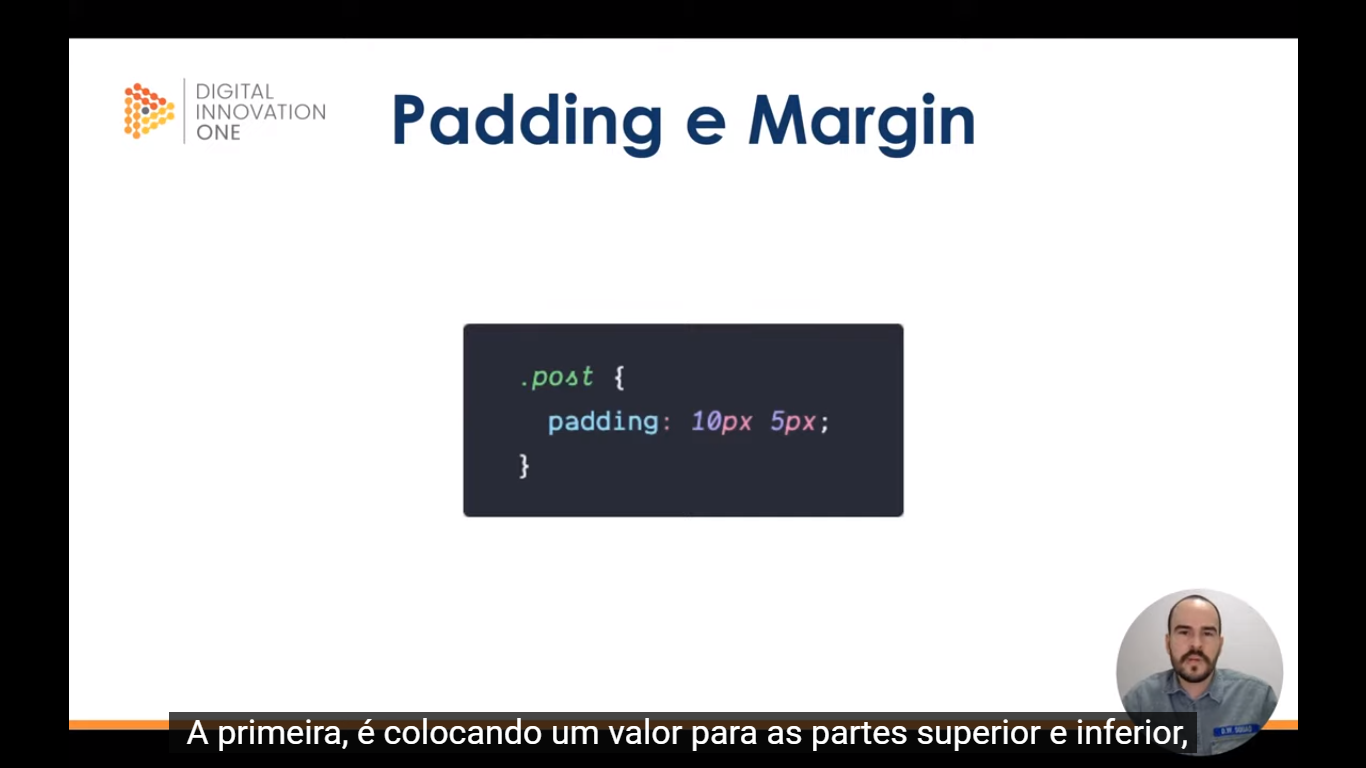 DIGITAL
INNOVATION
ONE
Padding e Margin
.post {
padding: 10px 5px;
}
A primeira, é colocando um valor para as partes superior e inferior,